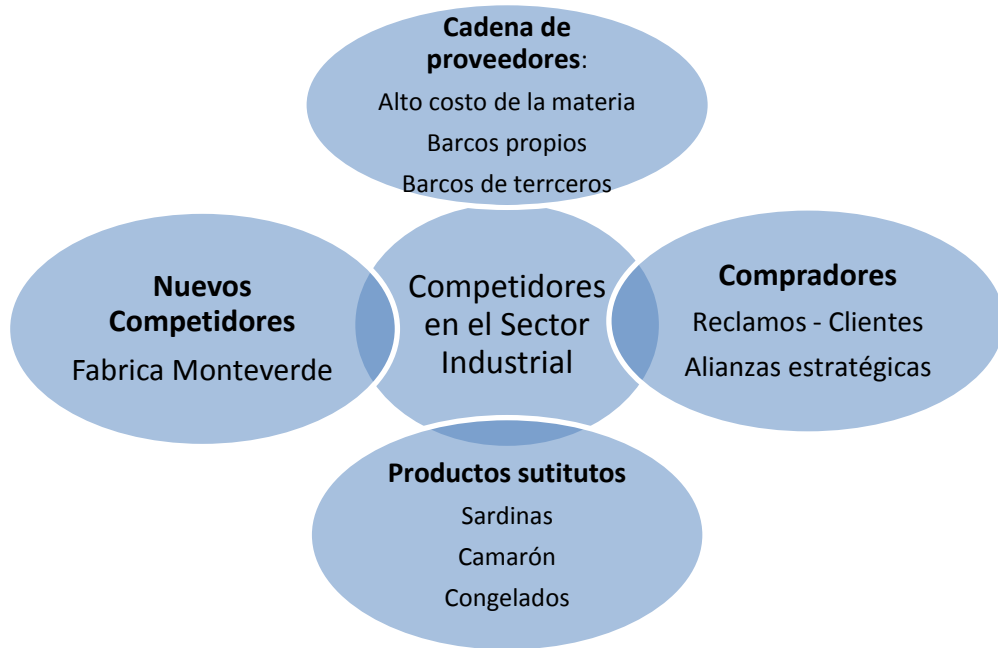 Cadena de
proveedores:
Alto costo de la materia
Barcos propios
Barcos de terrceros
Nuevos
Competidores
Fabrica Monteverde
Competidores
en el Sector
Industrial
Compradores
Reclamos - Clientes
Alianzas estratégicas
Productos sutitutos
Sardinas
Camarón
Congelados